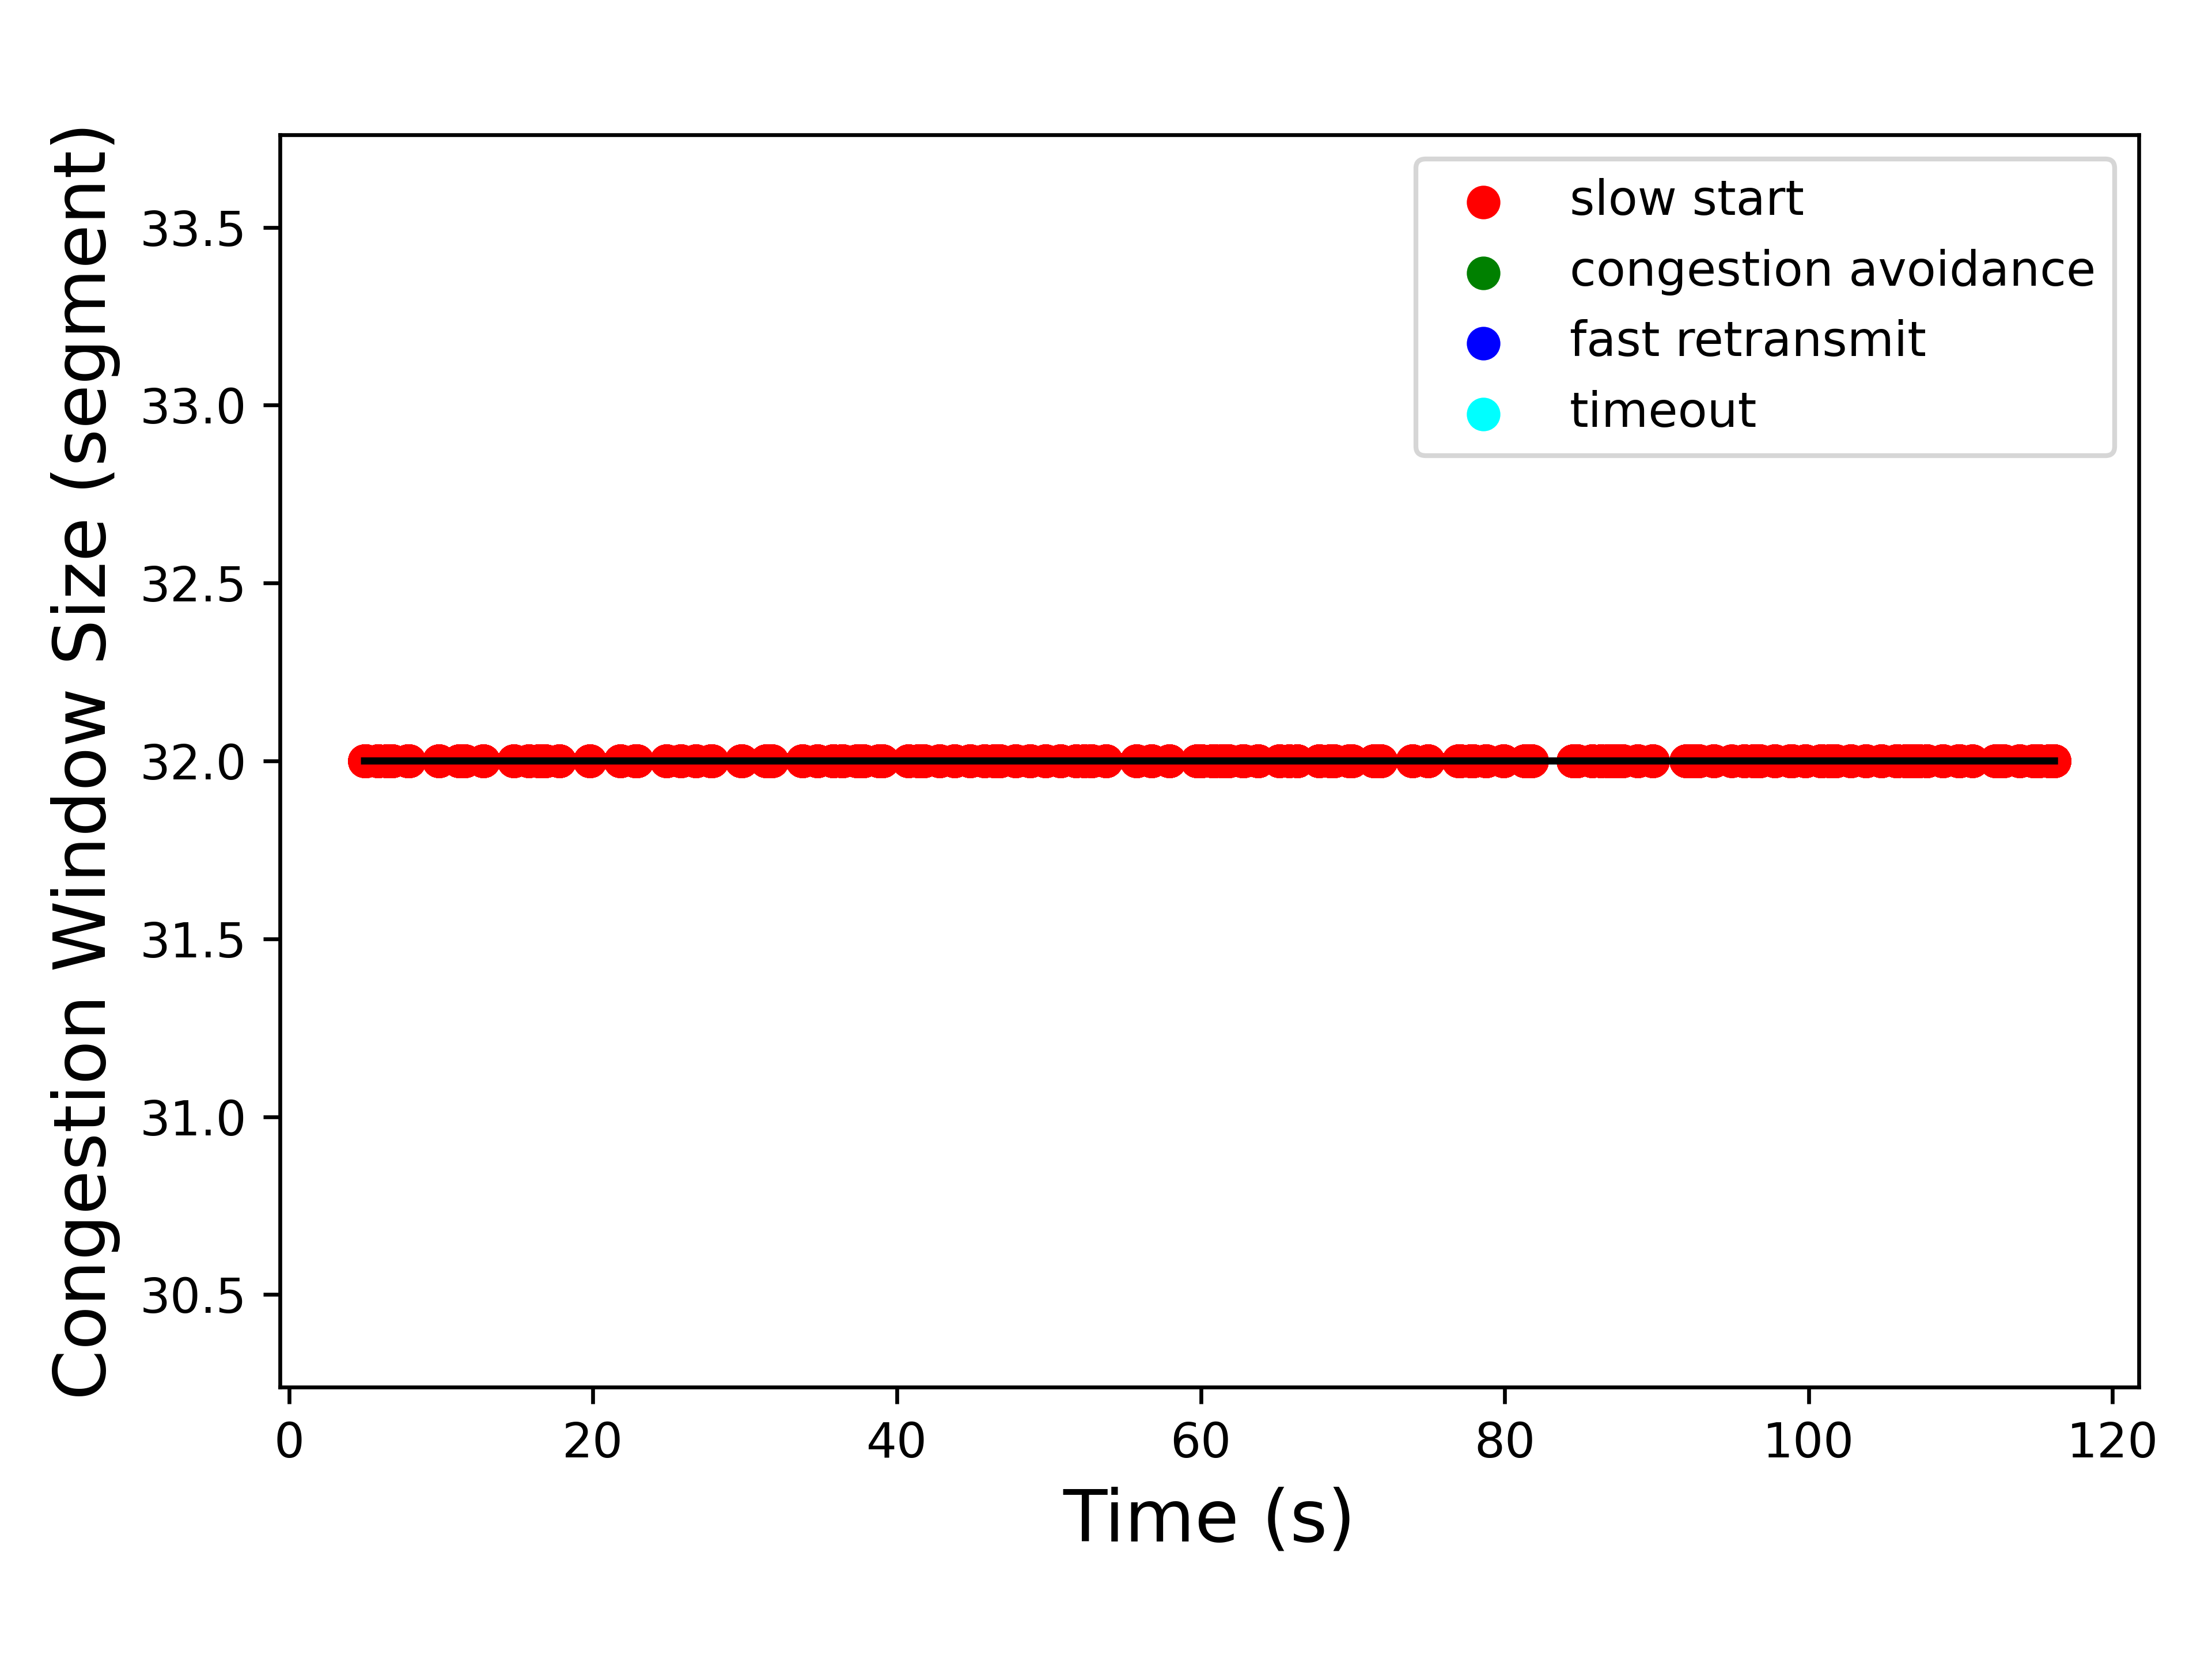 slow start
congestion avoidance
fast retransmit
timeout
Congestion Window Size (segment)
33.5
33.0
32.5
32.0
31.5
31.0
30.5
0 20 40 60 80 100 120
Time (s)